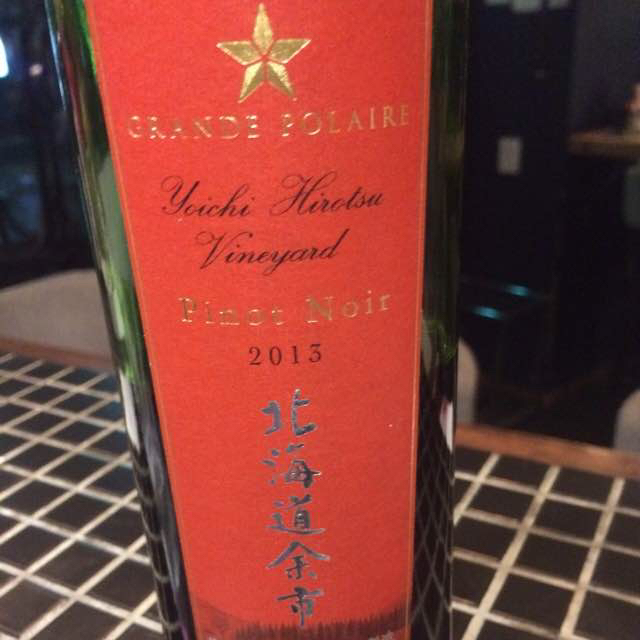 GRANDE POLAIRE
Yoichi Hirotsu
Vineyard
Pinot Noir
2013
北海道余市